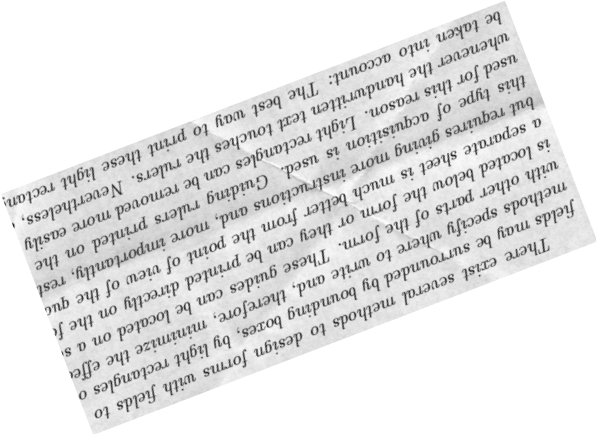 There exist several methods to design forms with fields to
fields may be surrounded by bounding boxes, by light rectangles o
methods specify where to write and, therefore, minimize the effe
with other parts of the form. These guides can be located on a s
is located below the form or they can be printed directly on the f
a separate sheet is much better from the point of view of the qua
but requires giving more instructions and, more importantly, rest
this type of acquisition is used. Guiding rulers printed on the
used for this reason. Light rectangles can be removed more easily
whenever the handwritten text touches the rulers. Nevertheless,
be taken into account: The best way to print these light rectan